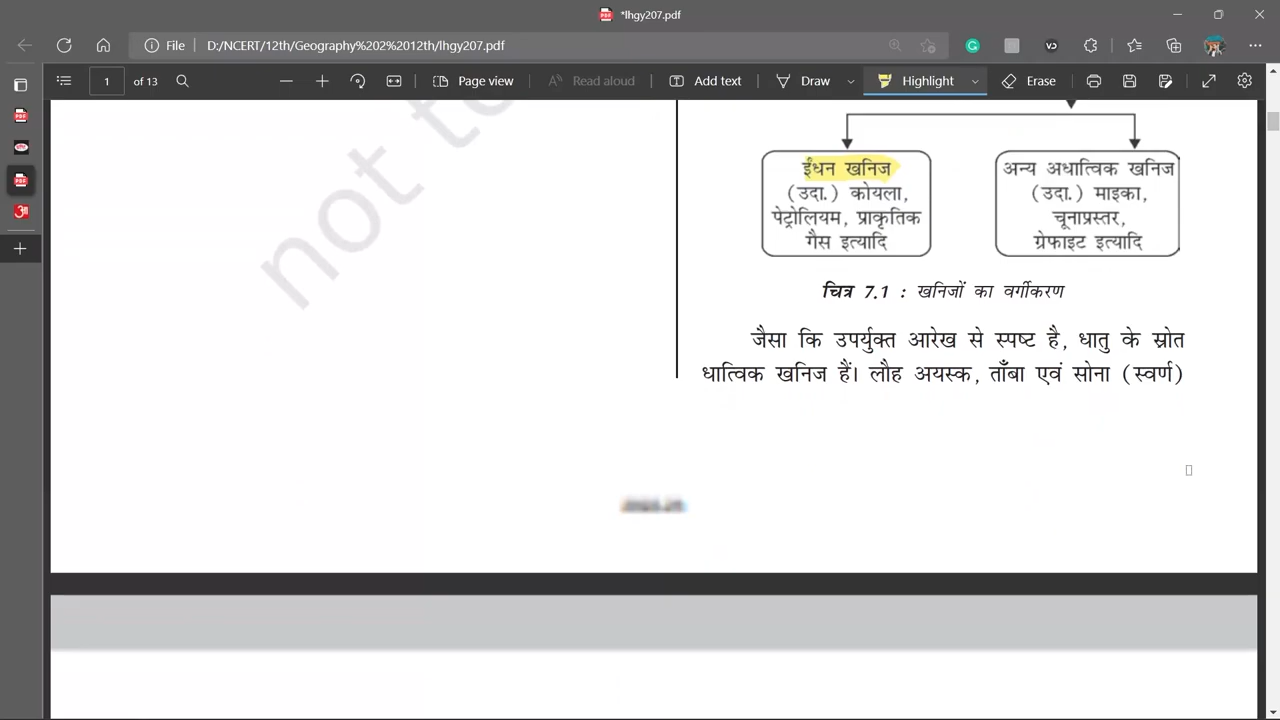 *lhgy207.pdf
File
D:/NCERT/12th/Geography%202%2012th/lhgy207.pdf
1 of 13
Page view
Read aloud
Add text
Draw
Highlight
Erase
not to
ईंधन खनिज
(उदा.) कोयला,
पेट्रोलियम, प्राकृतिक
गैस इत्यादि
अन्य अधात्विक खनिज
(उदा.) माइका,
चूनाप्रस्तर,
ग्रेफाइट इत्यादि
चित्र 7.1 : खनिजों का वर्गीकरण
जैसा कि उपर्युक्त आरेख से स्पष्ट है, धातु के स्रोत
धात्विक खनिज हैं। लौह अयस्क, ताँबा एवं सोना (स्वर्ण)